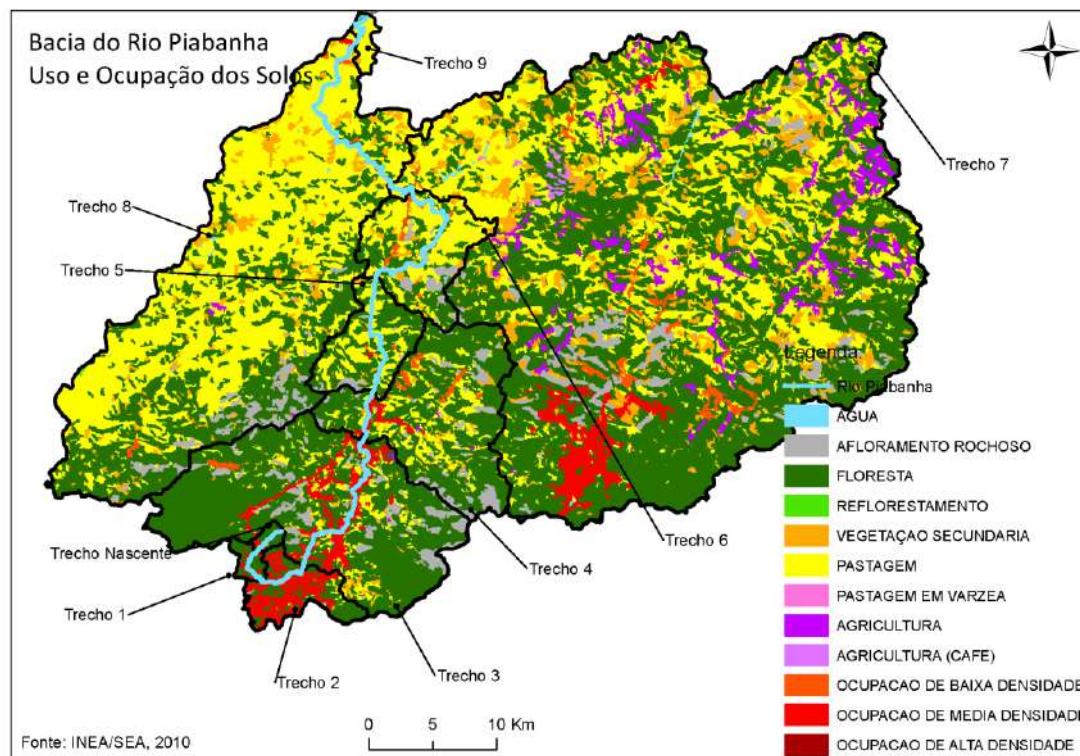 Bacia do Rio Piabanha
Uso e Ocupação dos Solos
Trecho 9
Trecho 7
Trecho 8
Trecho 5
Trecho 6
Trecho 4
Trecho Nascente
Trecho 1
Trecho 2
Trecho 3
Legenda
Rio Piabanha
AGUA
AFLORAMENTO ROCHOSO
FLORESTA
REFLORESTAMENTO
VEGETAÇAO SECUNDARIA
PASTAGEM
PASTAGEM EM VARZEA
AGRICULTURA
AGRICULTURA (CAFE)
OCUPACAO DE BAIXA DENSIDADE
OCUPACAO DE MEDIA DENSIDADE
OCUPACAO DE ALTA DENSIDADE
0 5 10 Km
Fonte: INEA/SEA, 2010